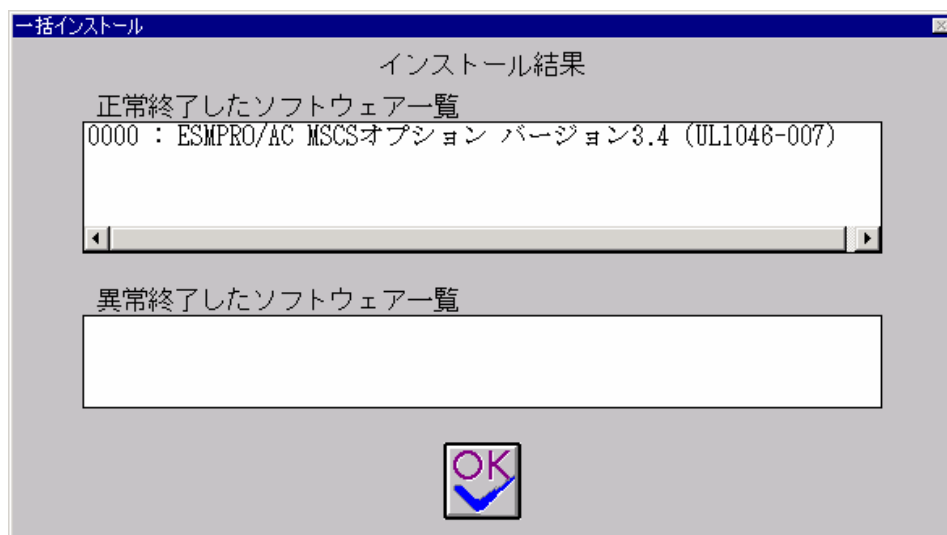 一括インストール
インストール結果
正常終了したソフトウェア一覧
0000 : ESMPRO/AC MSCSオプション バージョン3.4 (UL1046-007)
異常終了したソフトウェア一覧
OK